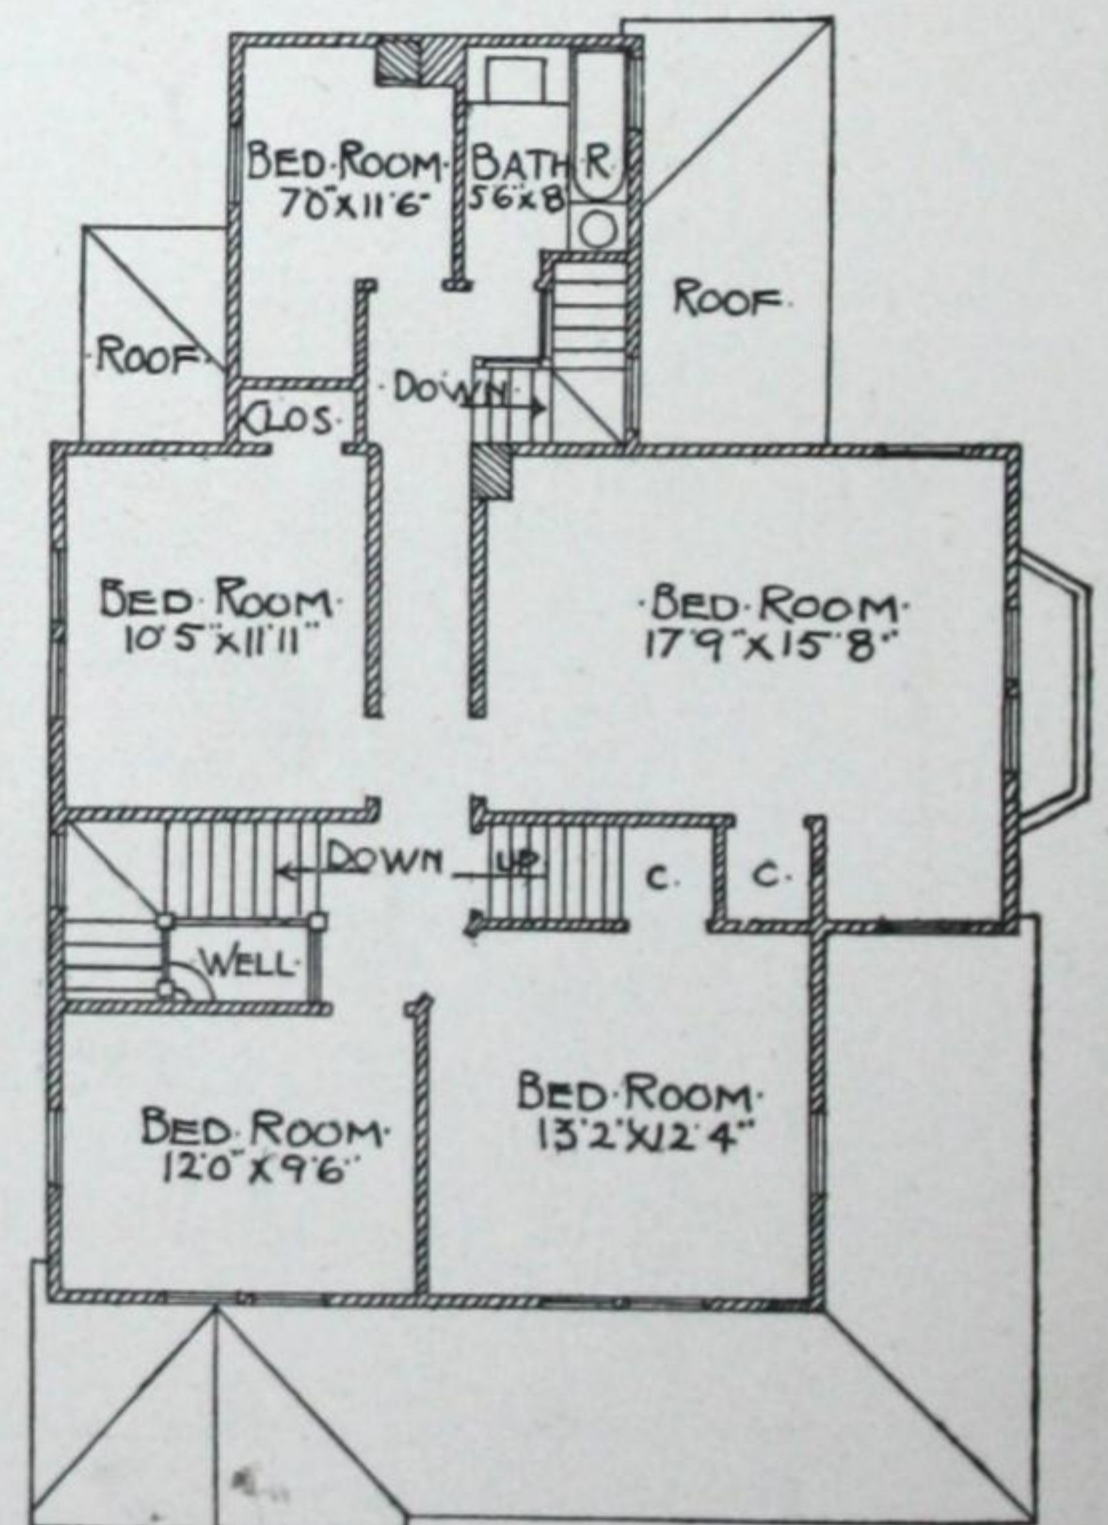 BED·ROOM·
7'0"X11'6"
BATH R.
5'6"X8'
ROOF.
·ROOF·
·DOWN·
CLOS·
BED·ROOM·
10'5"X11'11"
·BED·ROOM·
17'9"X15'8"
DOWN
UP
C.
C.
WELL·
BED·ROOM·
12'0"X9'6"
BED·ROOM·
13'2"X12'4"